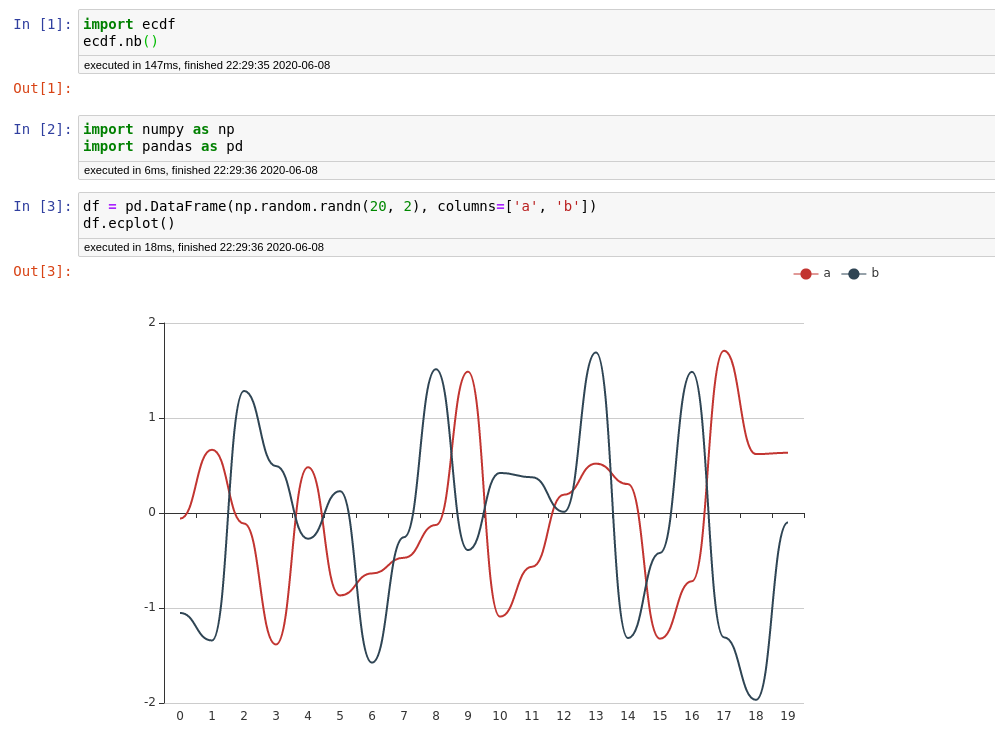 In [1]: import ecdf
ecdf.nb()
executed in 147ms, finished 22:29:35 2020-06-08
Out[1]:
In [2]: import numpy as np
import pandas as pd
executed in 6ms, finished 22:29:36 2020-06-08
In [3]: df = pd.DataFrame(np.random.randn(20, 2), columns=['a', 'b'])
df.ecplot()
executed in 18ms, finished 22:29:36 2020-06-08
Out[3]:
a b
2
1
0
-1
-2
0 1 2 3 4 5 6 7 8 9 10 11 12 13 14 15 16 17 18 19